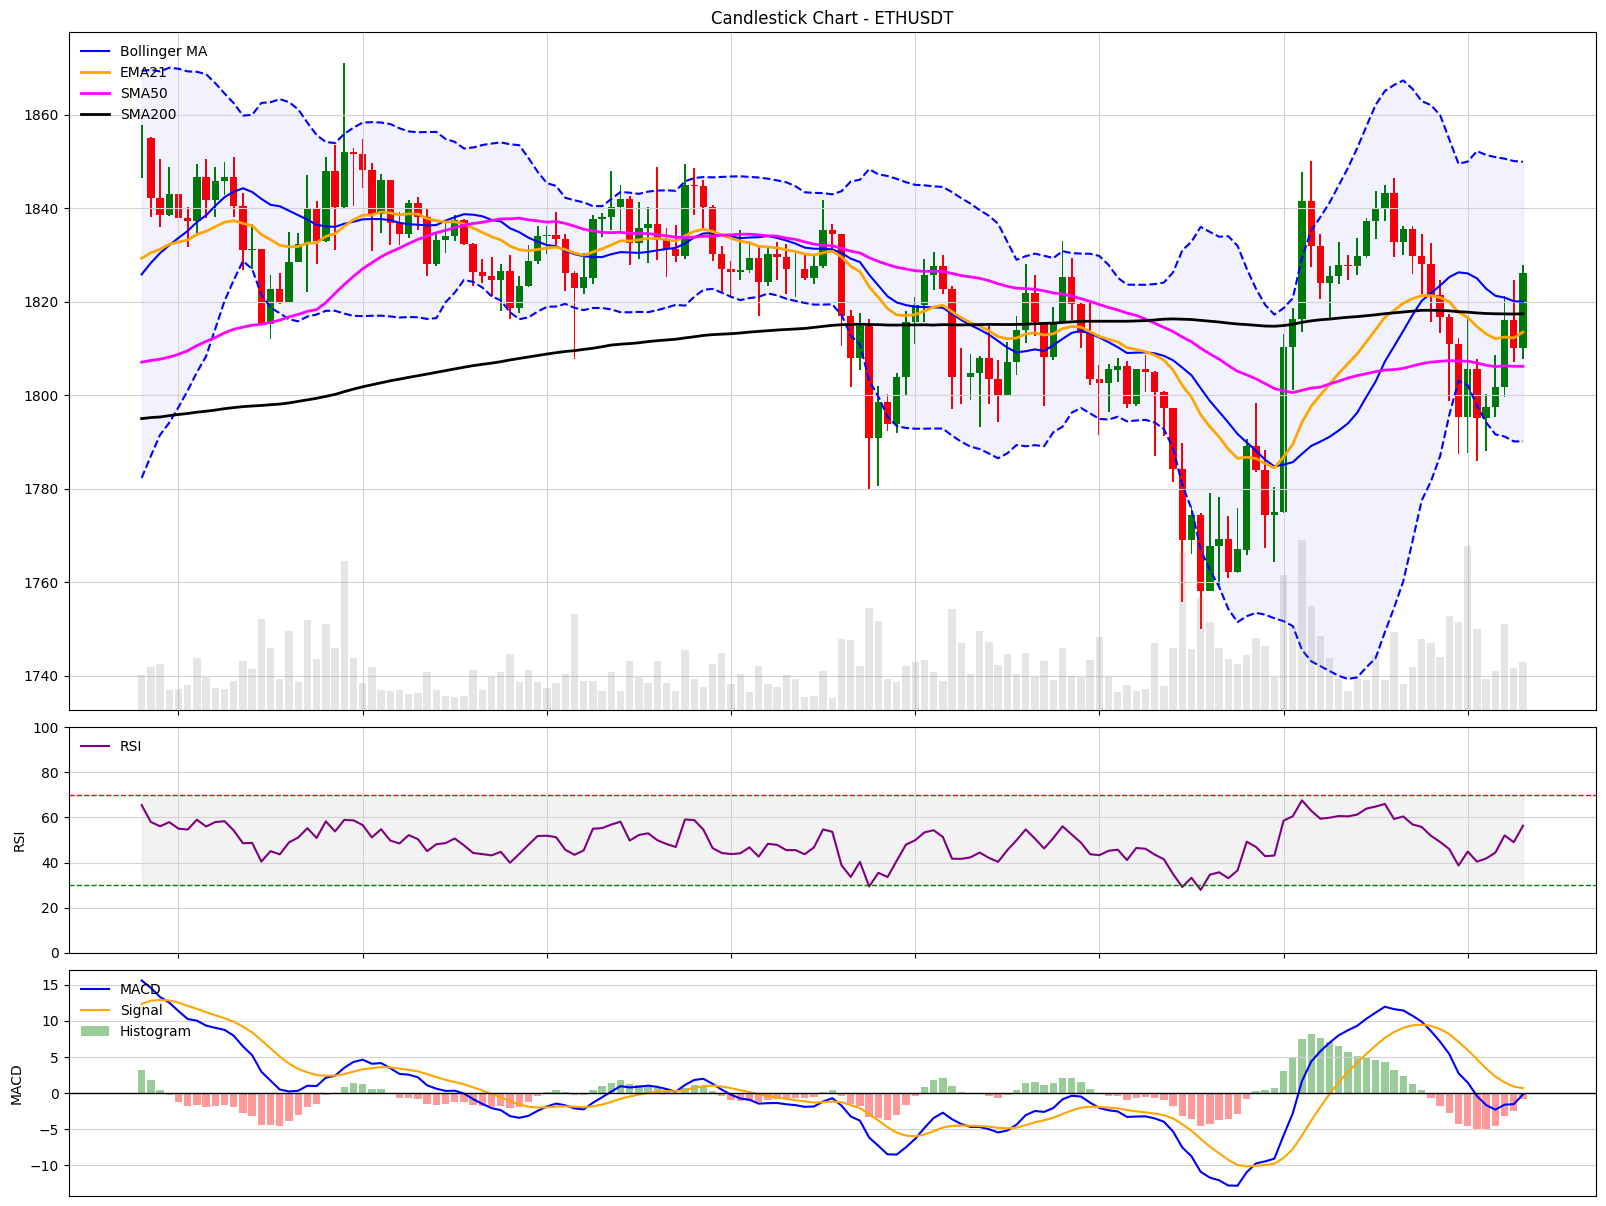 Candlestick Chart - ETHUSDT
Bollinger MA
EMA21
SMA50
SMA200
1860
1840
1820
1800
1780
1760
1740
RSI
100
80
60
40
20
0
RSI
MACD
Signal
Histogram
15
10
5
0
−5
−10
MACD